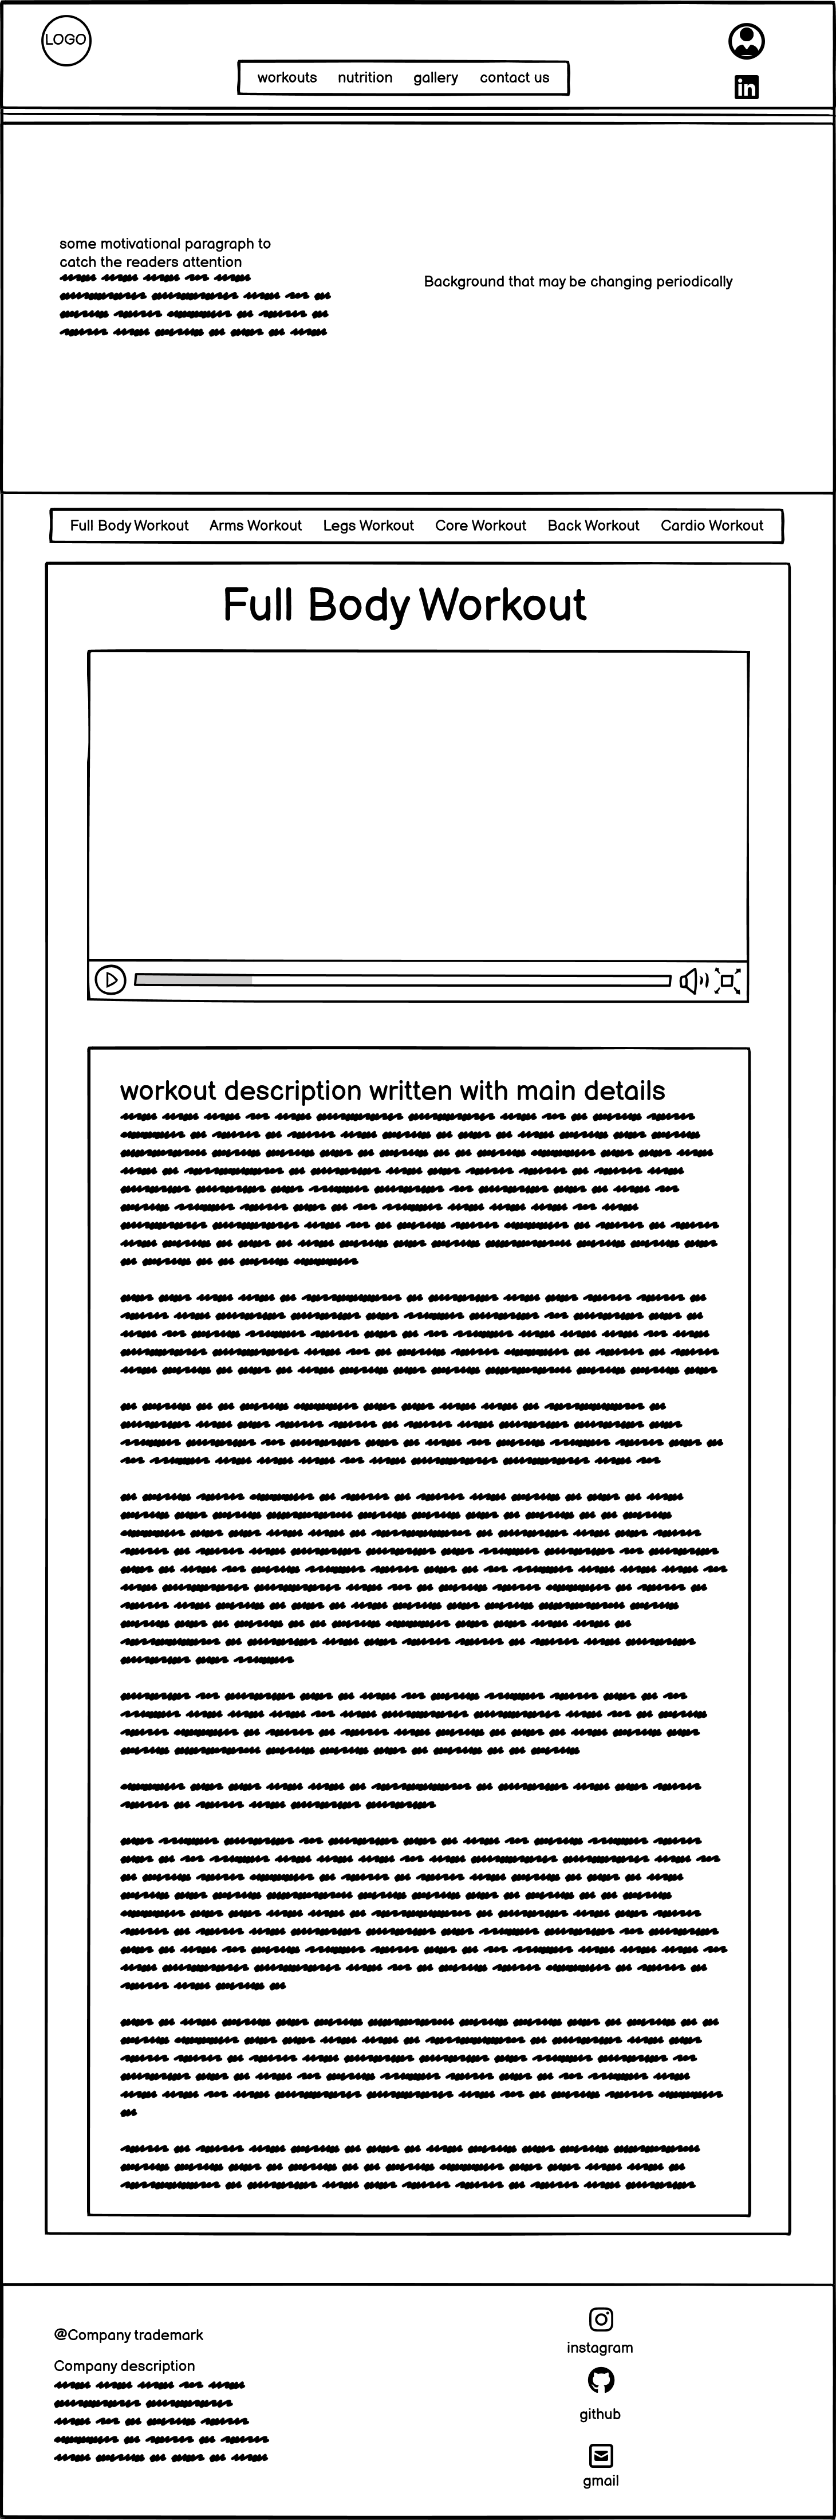 LOGO
workouts nutrition gallery contact us
some motivational paragraph to
catch the readers attention
Background that may be changing periodically
Full Body Workout Arms Workout Legs Workout Core Workout Back Workout Cardio Workout
Full Body Workout
workout description written with main details
@Company trademark
Company description
instagram
github
gmail